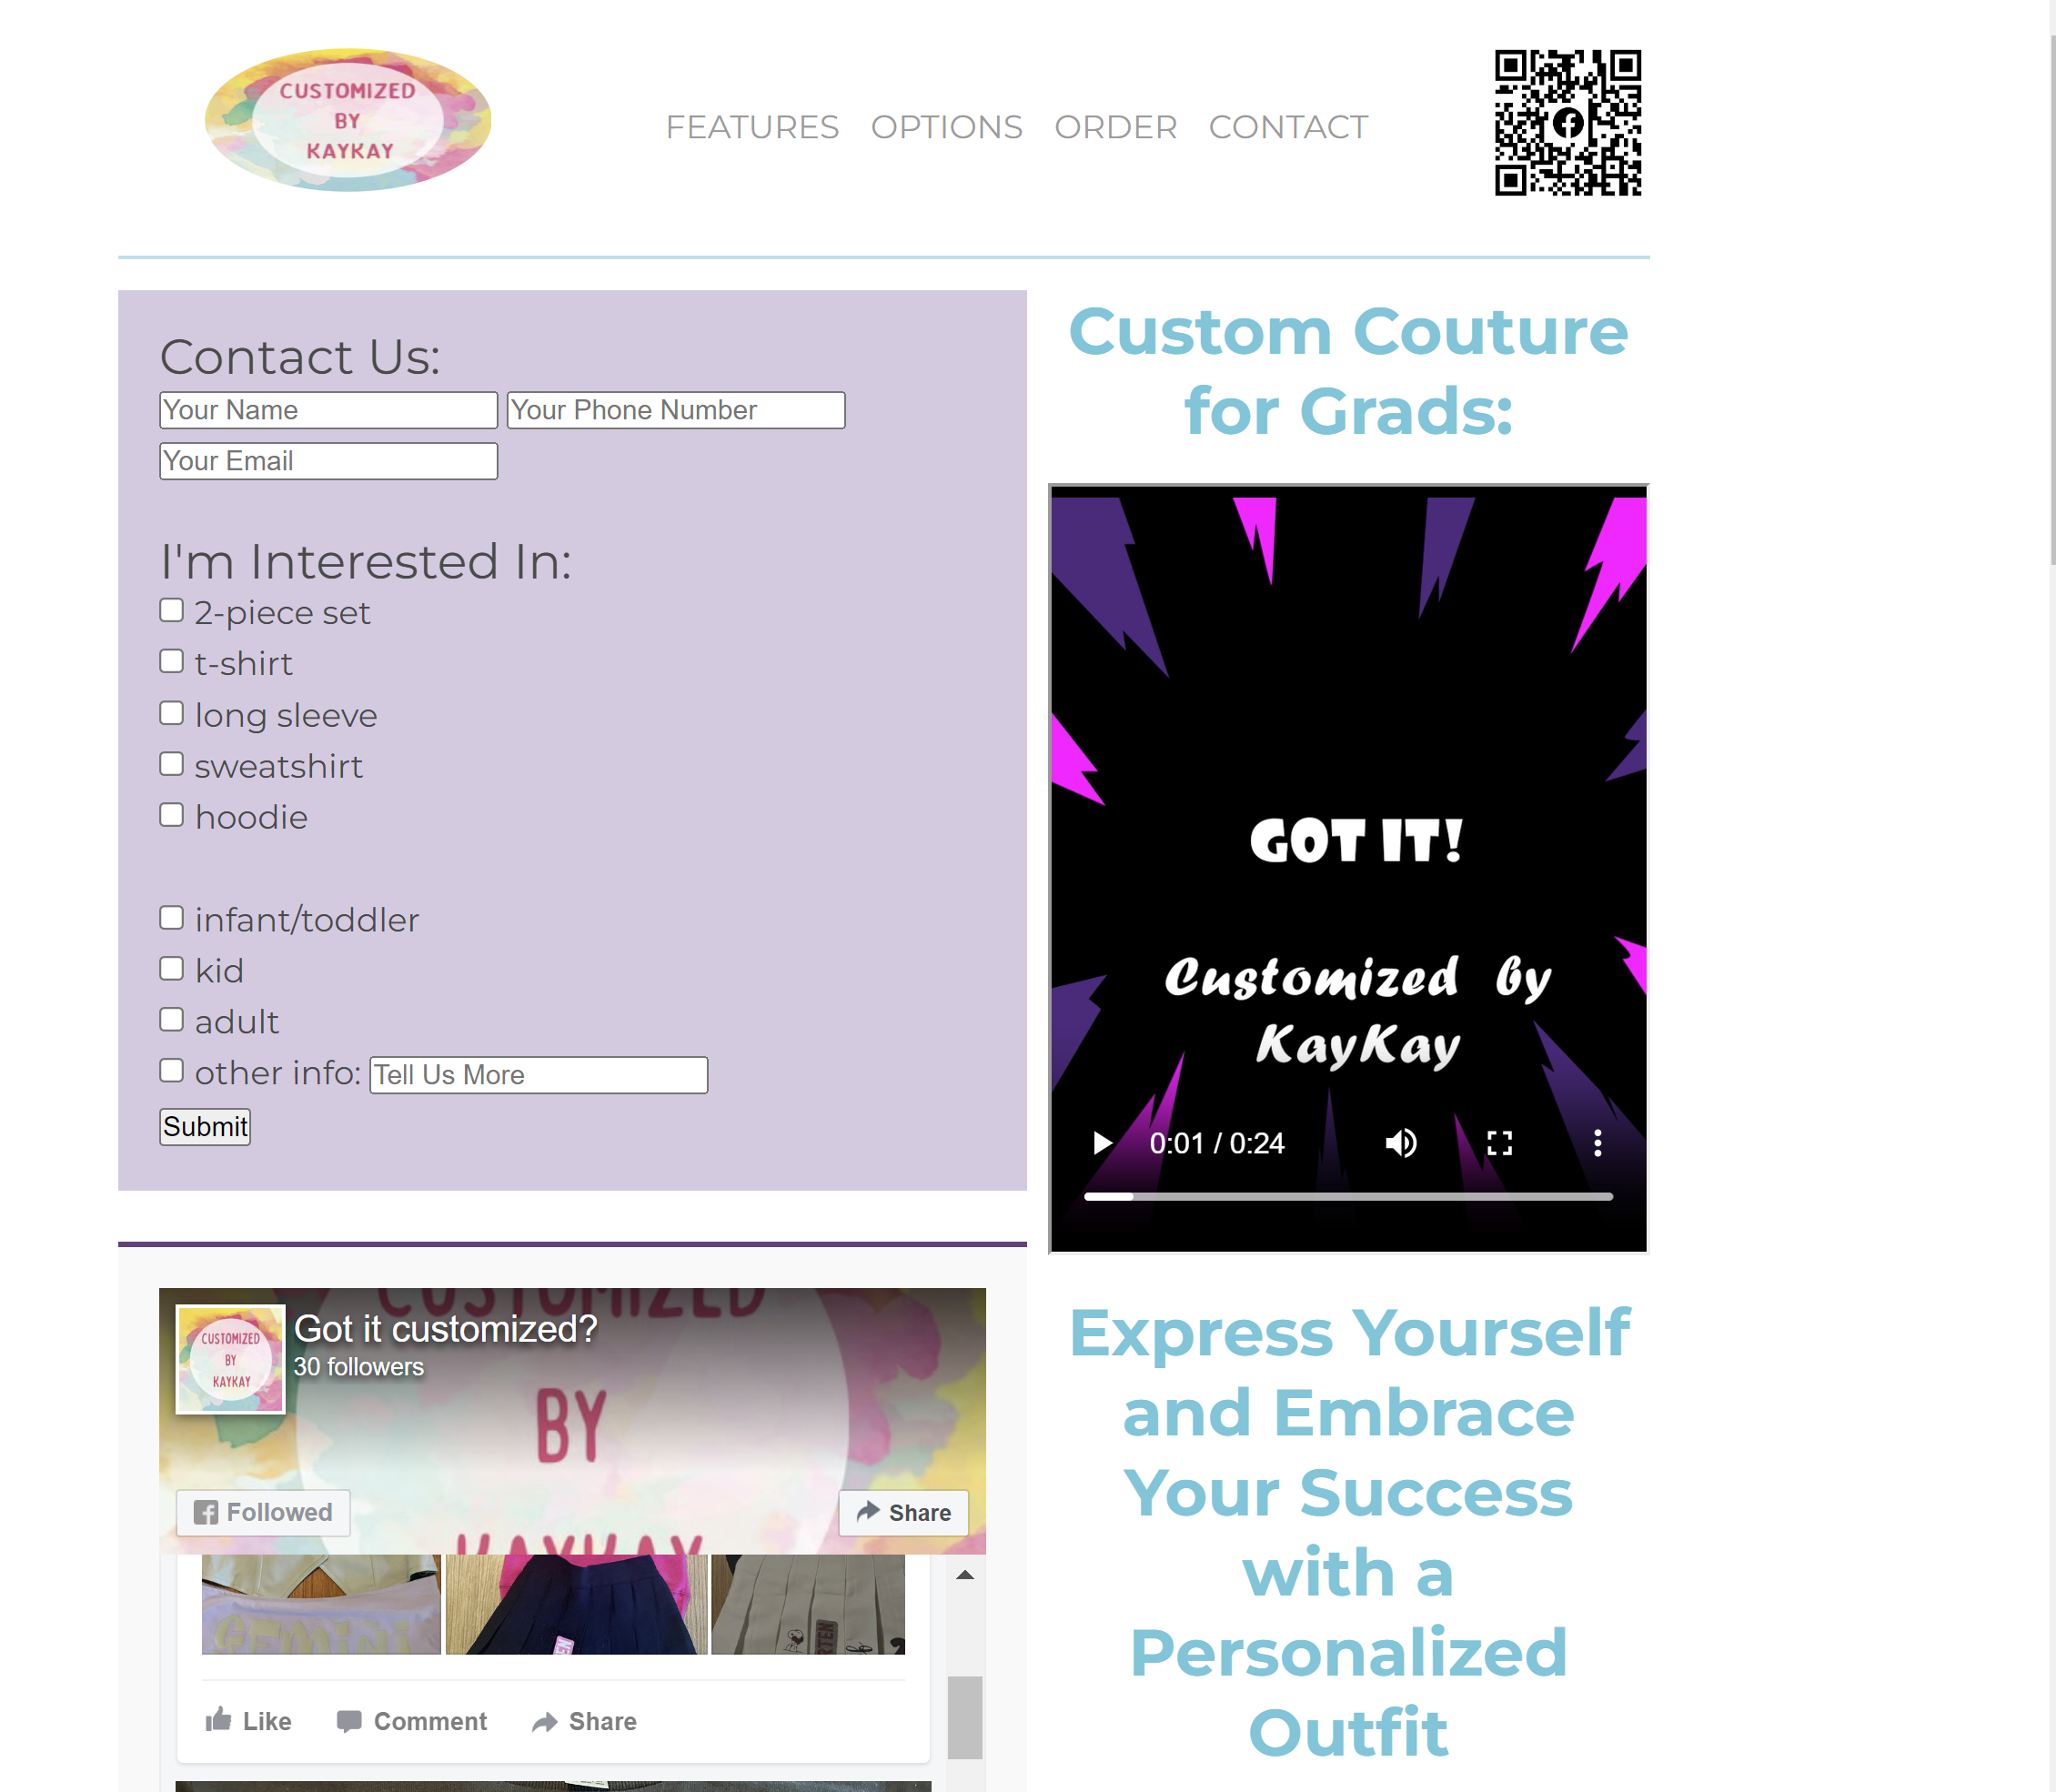 CUSTOMIZED
BY
KAYKAY
FEATURES OPTIONS ORDER CONTACT
Contact Us:
Your Name Your Phone Number
Your Email
I'm Interested In:
2-piece set
t-shirt
long sleeve
sweatshirt
hoodie
infant/toddler
kid
adult
other info: Tell Us More
Submit
CUSTOMIZED
CUSTOMIZED
BY
KAYKAY
Got it customized?
30 followers
BY
KAYKAY
Followed
Share
GEMINI
Like Comment Share
Custom Couture
for Grads:
GOT IT!
Customized by
KayKay
0:01 / 0:24
Express Yourself
and Embrace
Your Success
with a
Personalized
Outfit